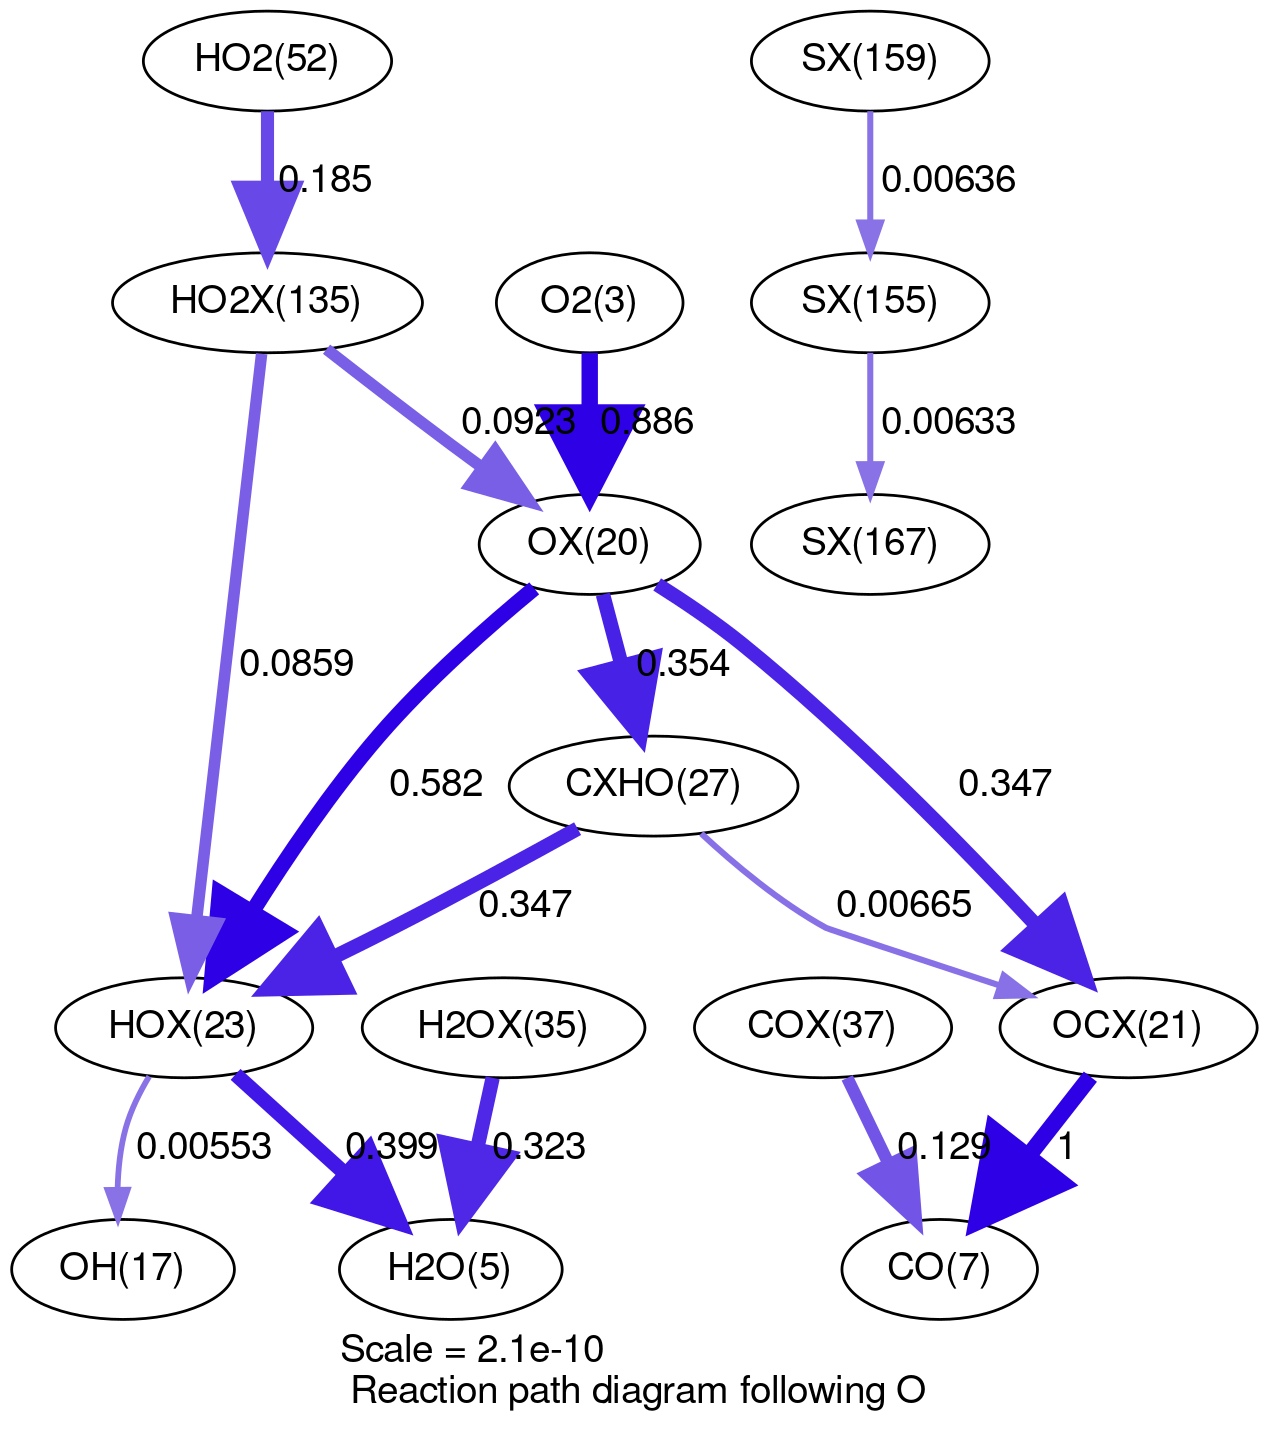 HO2(52)
SX(159)
0.185
0.00636
HO2X(135)
O2(3)
SX(155)
0.0923
0.886
0.00633
OX(20)
SX(167)
0.0859
0.354
0.582
CXHO(27)
0.347
0.347
0.00665
HOX(23)
H2OX(35)
COX(37)
OCX(21)
0.00553
0.399
0.323
0.129
1
OH(17)
H2O(5)
CO(7)
Scale = 2.1e-10
Reaction path diagram following O